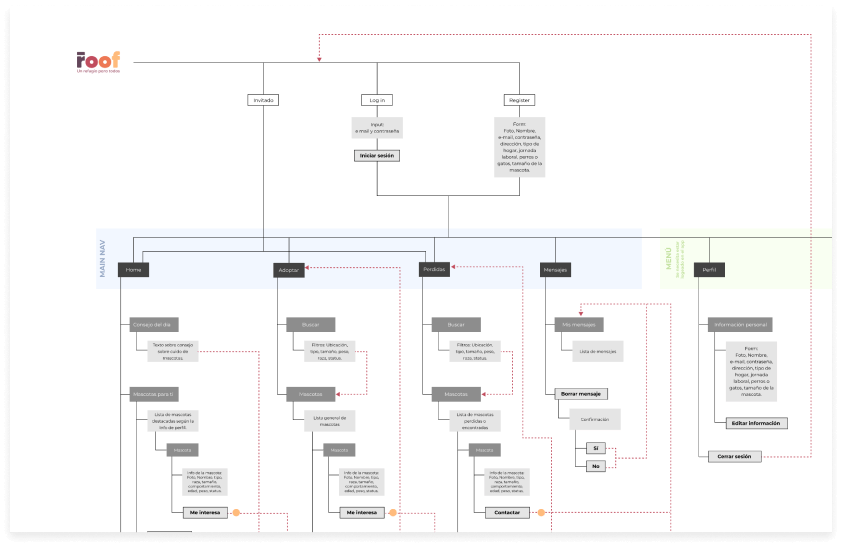 roof
Un refugio para todos
Invitado
Log in
Register
Input:
e mail y contraseña.
Iniciar sesión
Form:
Foto, Nombre,
e-mail, contraseña,
dirección, tipo de
hogar, jornada
laboral, perros o
gatos, tamaño de la
mascota.
MAIN NAV
MENÚ
Home
Adoptar
Perdidos
Mensajes
Perfil
Consejo del día
Texto sobre consejo
sobre cuido de
mascotas.
Mascotas para ti
Lista de mascotas
destacadas según la
info de perfil.
Mascota
Info de la mascota:
Foto, Nombre, tipo,
raza, tamaño,
comportamiento,
edad, peso, status.
Me interesa
Buscar
Filtros: Ubicación,
tipo, tamaño, peso,
raza, status.
Mascotas
Lista general de
mascotas
Mascota
Info de la mascota:
Foto, Nombre, tipo,
raza, tamaño,
comportamiento,
edad, peso, status.
Me interesa
Buscar
Filtros: Ubicación,
tipo, tamaño, peso,
raza, status.
Mascotas
Lista de mascotas
perdidas o
encontradas
Mascota
Info de la mascota:
Foto, Nombre, tipo,
raza, tamaño,
comportamiento,
edad, peso, status.
Contactar
Mis mensajes
Lista de mensajes
Borrar mensaje
Confirmación
Sí
No
Información personal
Form:
Foto, Nombre,
e-mail, contraseña,
dirección, tipo de
hogar, jornada
laboral, perros o
gatos, tamaño de la
mascota.
Editar información
Cerrar sesión